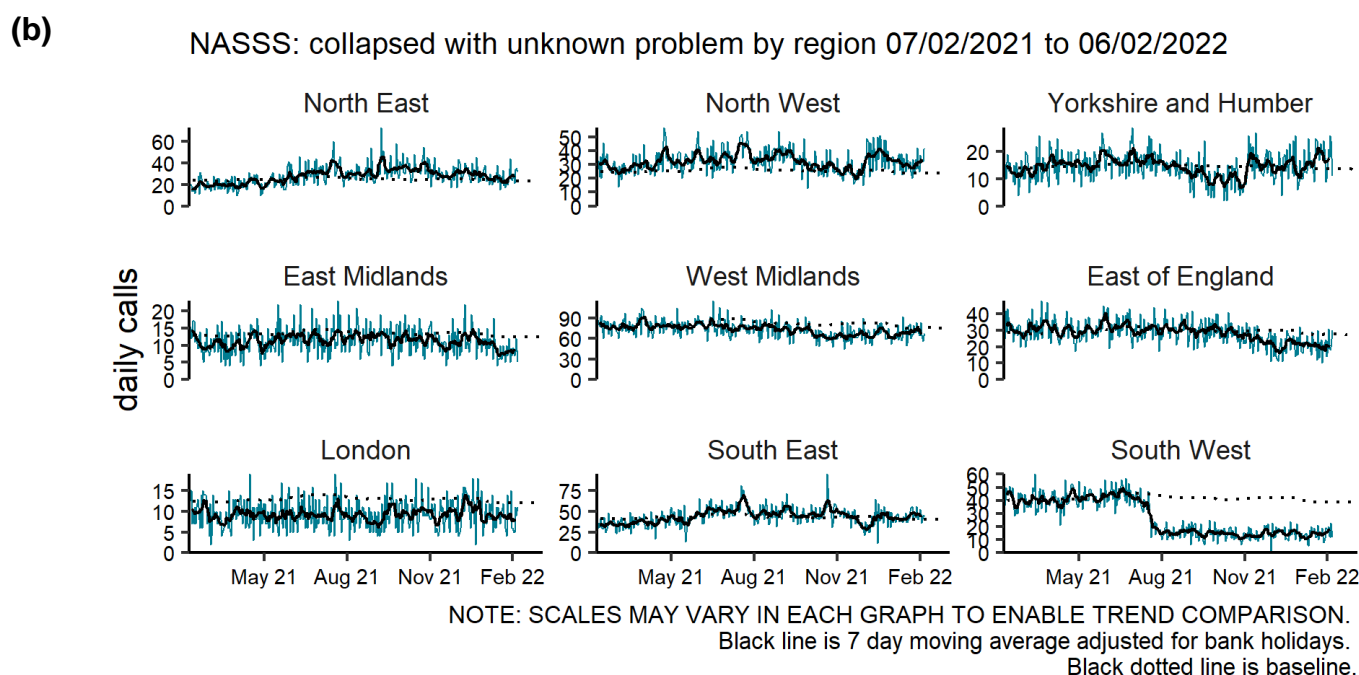 (b)
NASSS: collapsed with unknown problem by region 07/02/2021 to 06/02/2022
North East
North West
Yorkshire and Humber
60
40
20
0
50
40
30
20
10
0
20
10
0
daily calls
East Midlands
West Midlands
East of England
20
15
10
5
0
90
60
30
0
40
30
20
10
0
London
South East
South West
15
10
5
0
75
50
25
0
60
50
40
30
20
10
0
May 21 Aug 21 Nov 21 Feb 22
May 21 Aug 21 Nov 21 Feb 22
May 21 Aug 21 Nov 21 Feb 22
NOTE: SCALES MAY VARY IN EACH GRAPH TO ENABLE TREND COMPARISON.
Black line is 7 day moving average adjusted for bank holidays.
Black dotted line is baseline.